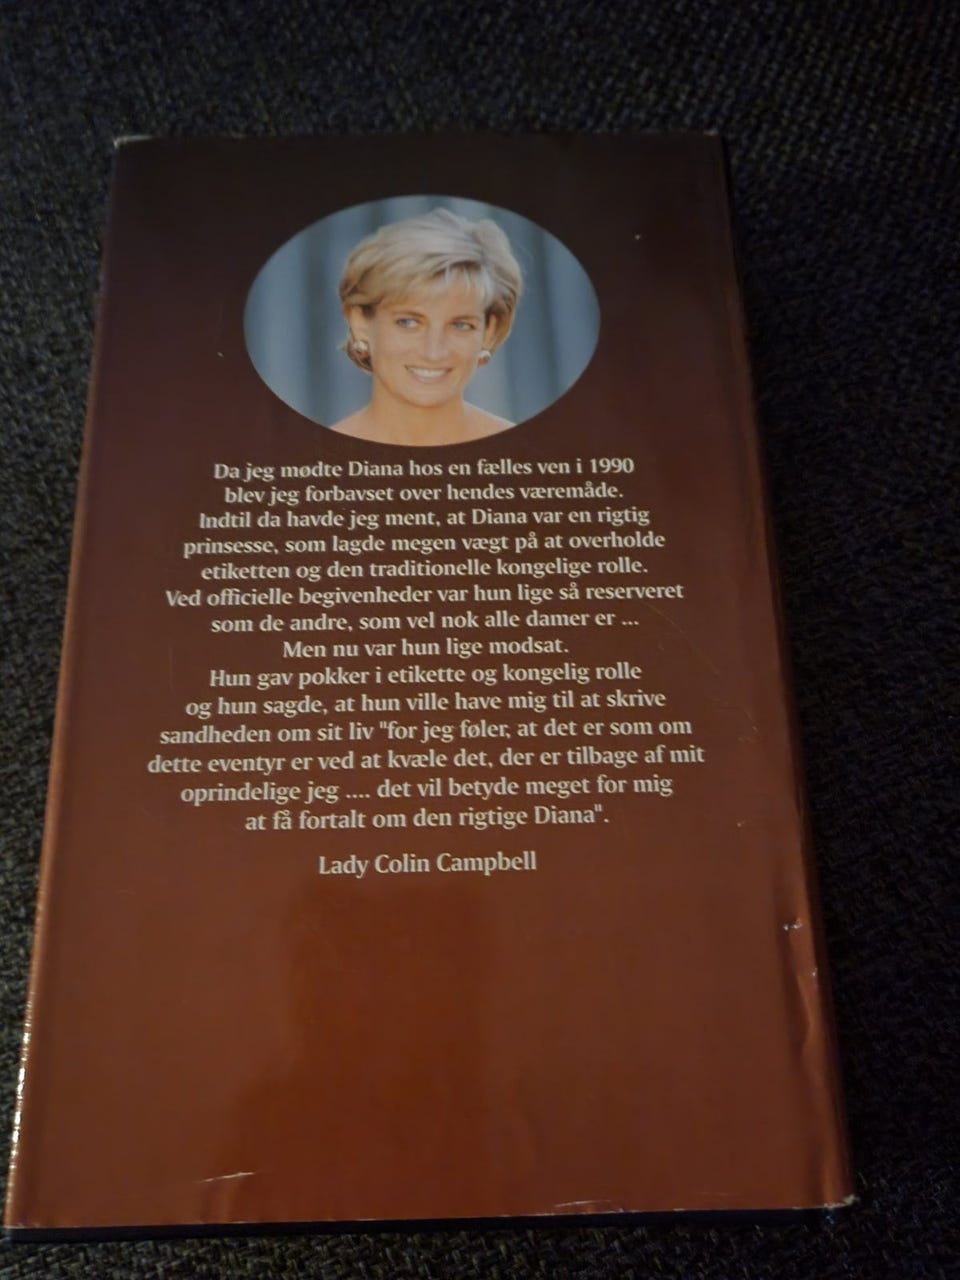 Da jeg mødte Diana hos en fælles ven i 1990
blev jeg forbavset over hendes væremåde.
Indtil da havde jeg ment, at Diana var en rigtig
prinsesse, som lagde megen vægt på at overholde
etiketten og den traditionelle kongelige rolle.
Ved officielle begivenheder var hun lige så reserveret
som de andre, som vel nok alle damer er ...
Men nu var hun lige modsat.
Hun gav pokker i etikette og kongelig rolle
og hun sagde, at hun ville have mig til at skrive
sandheden om sit liv "for jeg føler, at det er som om
dette eventyr er ved at kvæle det, der er tilbage af mit
oprindelige jeg .... det vil betyde meget for mig
at få fortalt om den rigtige Diana".
Lady Colin Campbell